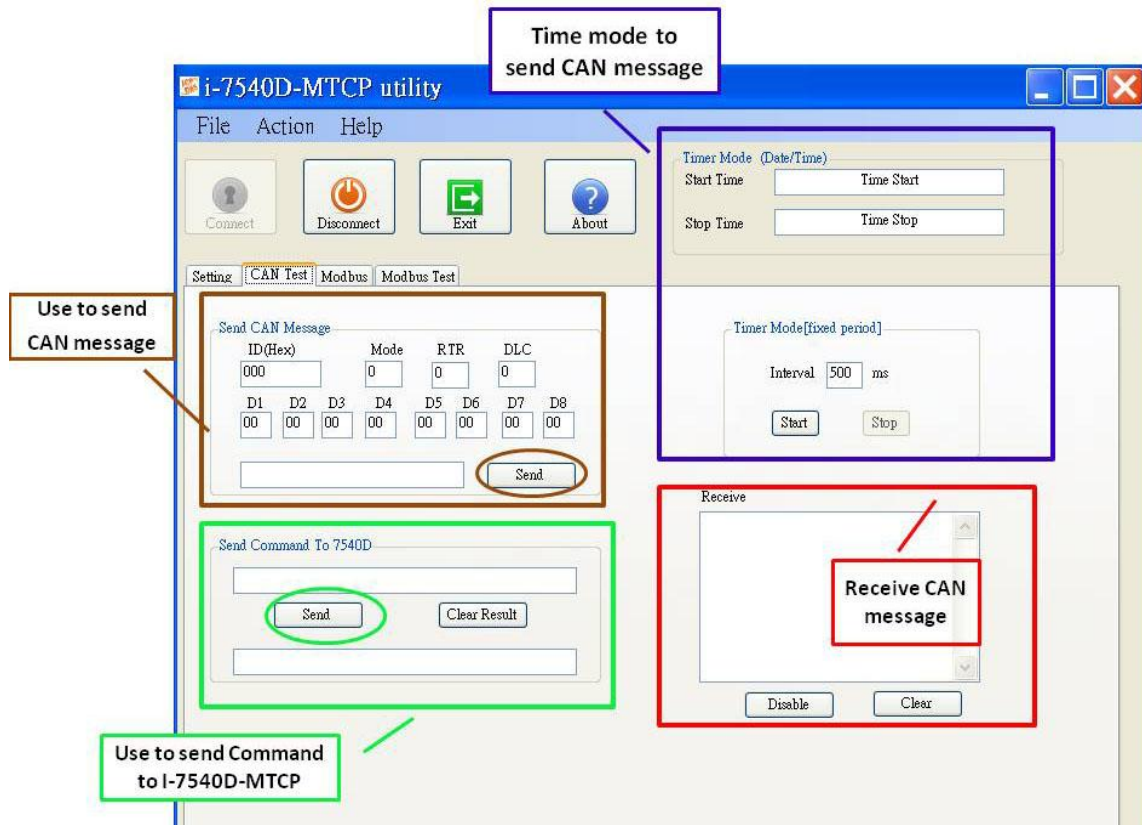 Time mode to
send CAN message
i-7540D-MTCP utility
File Action Help
Connect Disconnect Exit About
Timer Mode (Date/Time)
Start Time Time Start
Stop Time Time Stop
Setting CAN Test Modbus Modbus Test
Use to send
CAN message
Send CAN Message
ID(Hex) Mode RTR DLC
000 0 0 0
D1 D2 D3 D4 D5 D6 D7 D8
00 00 00 00 00 00 00 00
Send
Timer Mode[fixed period]
Interval 500 ms
Start Stop
Send Command To 7540D
Send Clear Result
Receive
Receive CAN
message
Disable Clear
Use to send Command
to I-7540D-MTCP